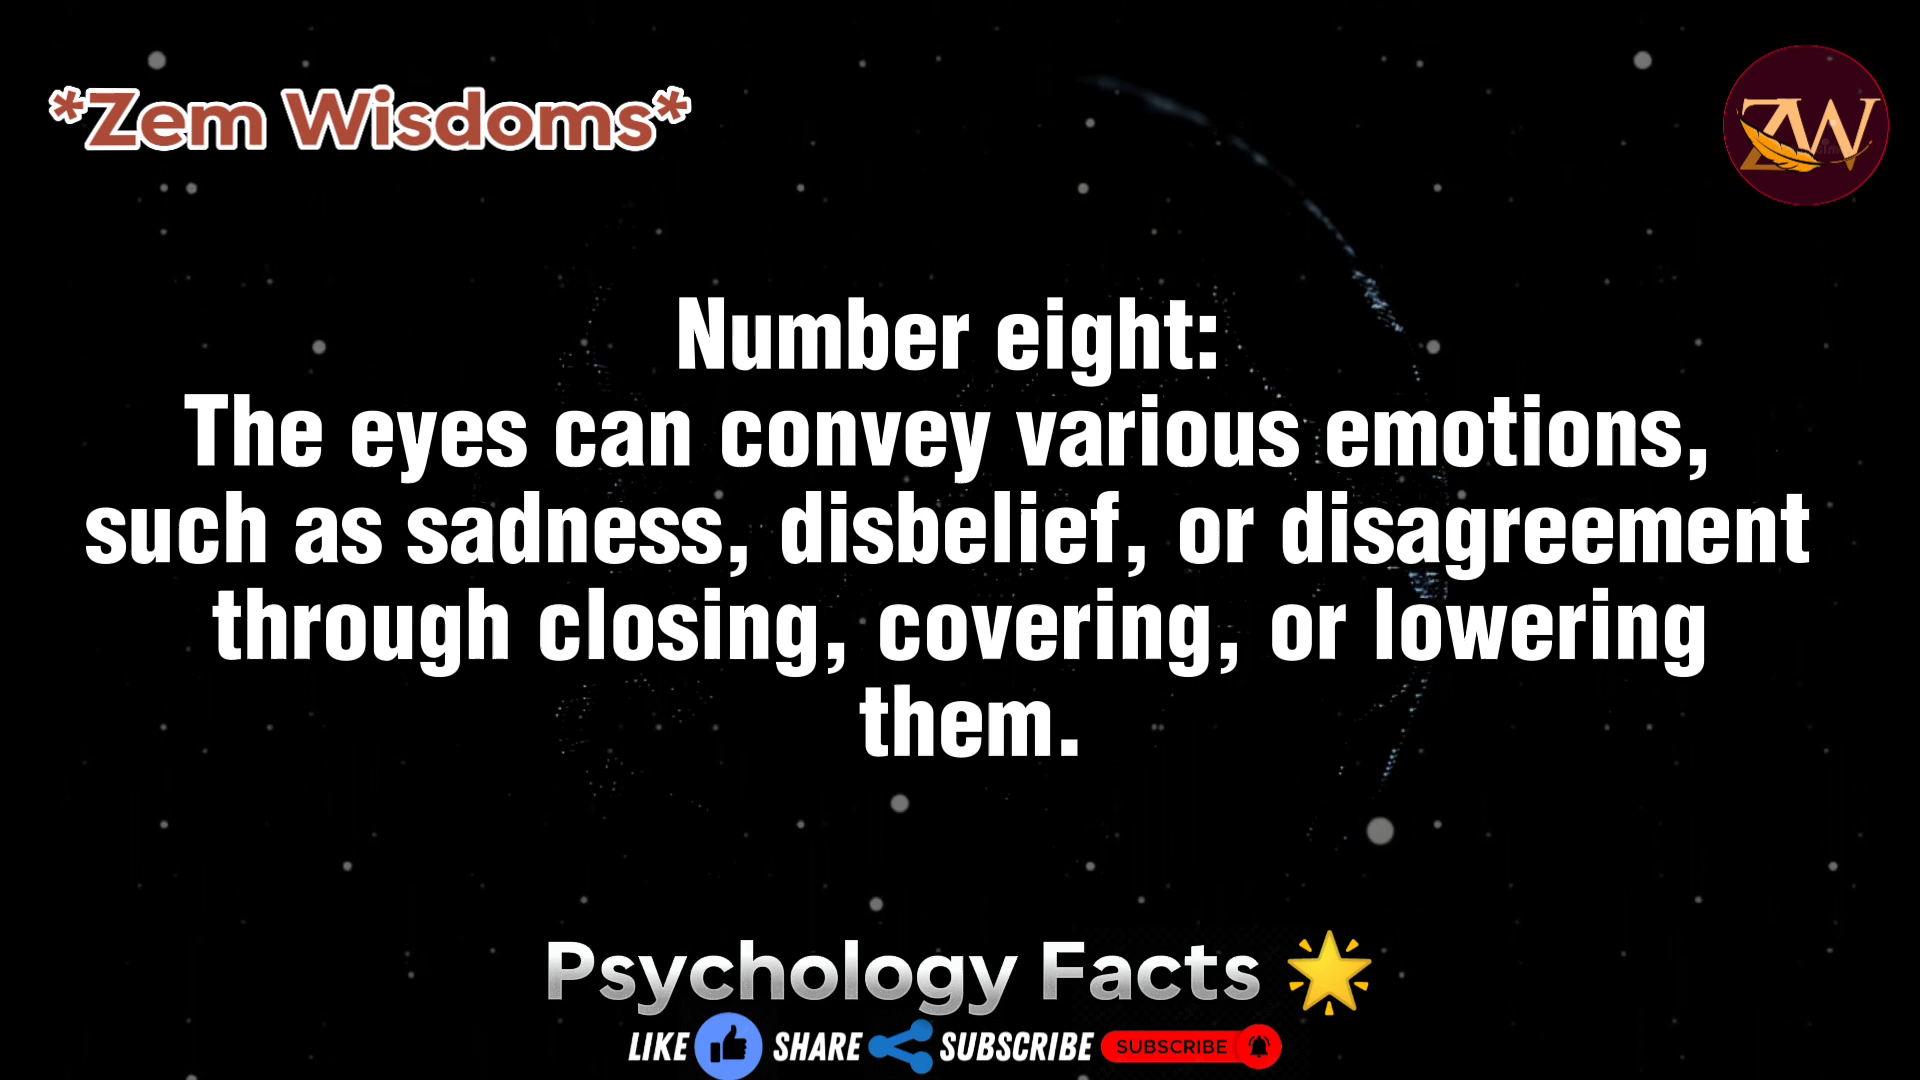 *Zem Wisdoms*
ZW
Number eight:
The eyes can convey various emotions,
such as sadness, disbelief, or disagreement
through closing, covering, or lowering
them.
Psychology Facts
LIKE SHARE SUBSCRIBE SUBSCRIBE